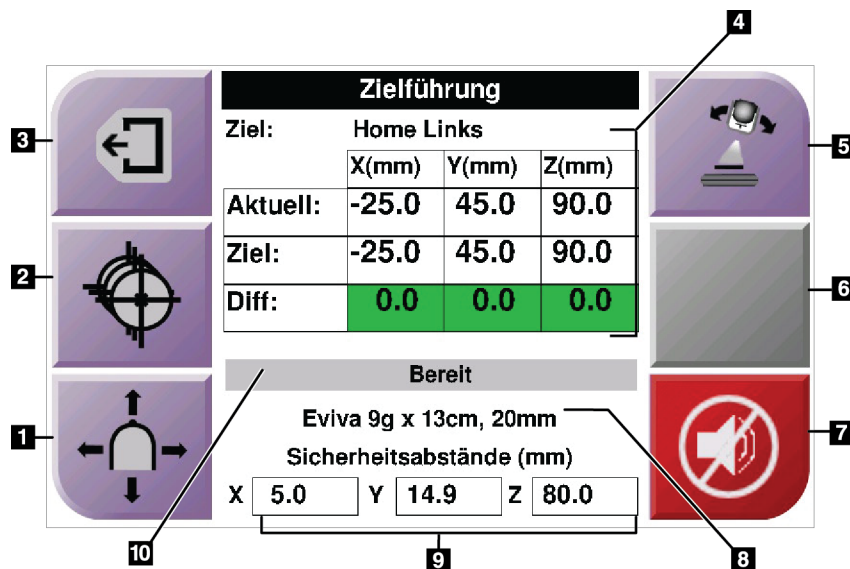 4
Zielführung
Ziel: Home Links
X(mm) Y(mm) Z(mm)
Aktuell: -25.0 45.0 90.0
Ziel: -25.0 45.0 90.0
Diff: 0.0 0.0 0.0
Bereit
Eviva 9g x 13cm, 20mm
Sicherheitsabstände (mm)
X 5.0 Y 14.9 Z 80.0
3
2
1
5
6
7
10
9
8